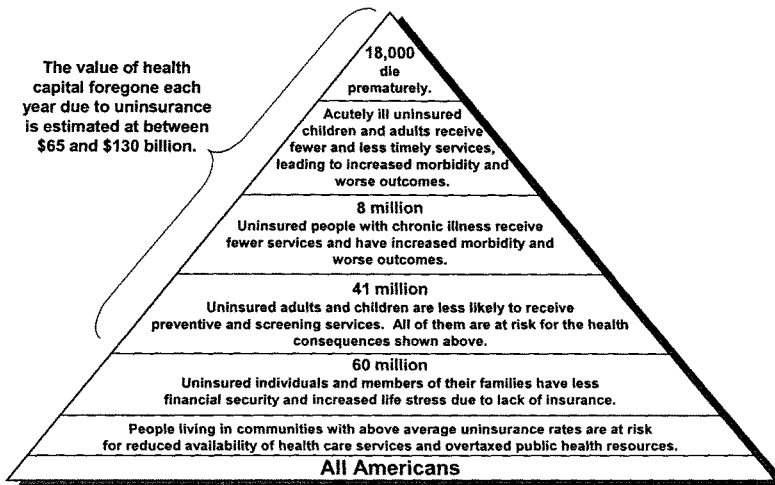 The value of health
capital foregone each
year due to uninsurance
is estimated at between
$65 and $130 billion.
18,000
die
prematurely.
Acutely ill uninsured
children and adults receive
fewer and less timely services,
leading to increased morbidity and
worse outcomes.
8 million
Uninsured people with chronic illness receive
fewer services and have increased morbidity and
worse outcomes.
41 million
Uninsured adults and children are less likely to receive
preventive and screening services. All of them are at risk for the health
consequences shown above.
60 million
Uninsured individuals and members of their families have less
financial security and increased life stress due to lack of insurance.
People living in communities with above average uninsurance rates are at risk
for reduced availability of health care services and overtaxed public health resources.
All Americans